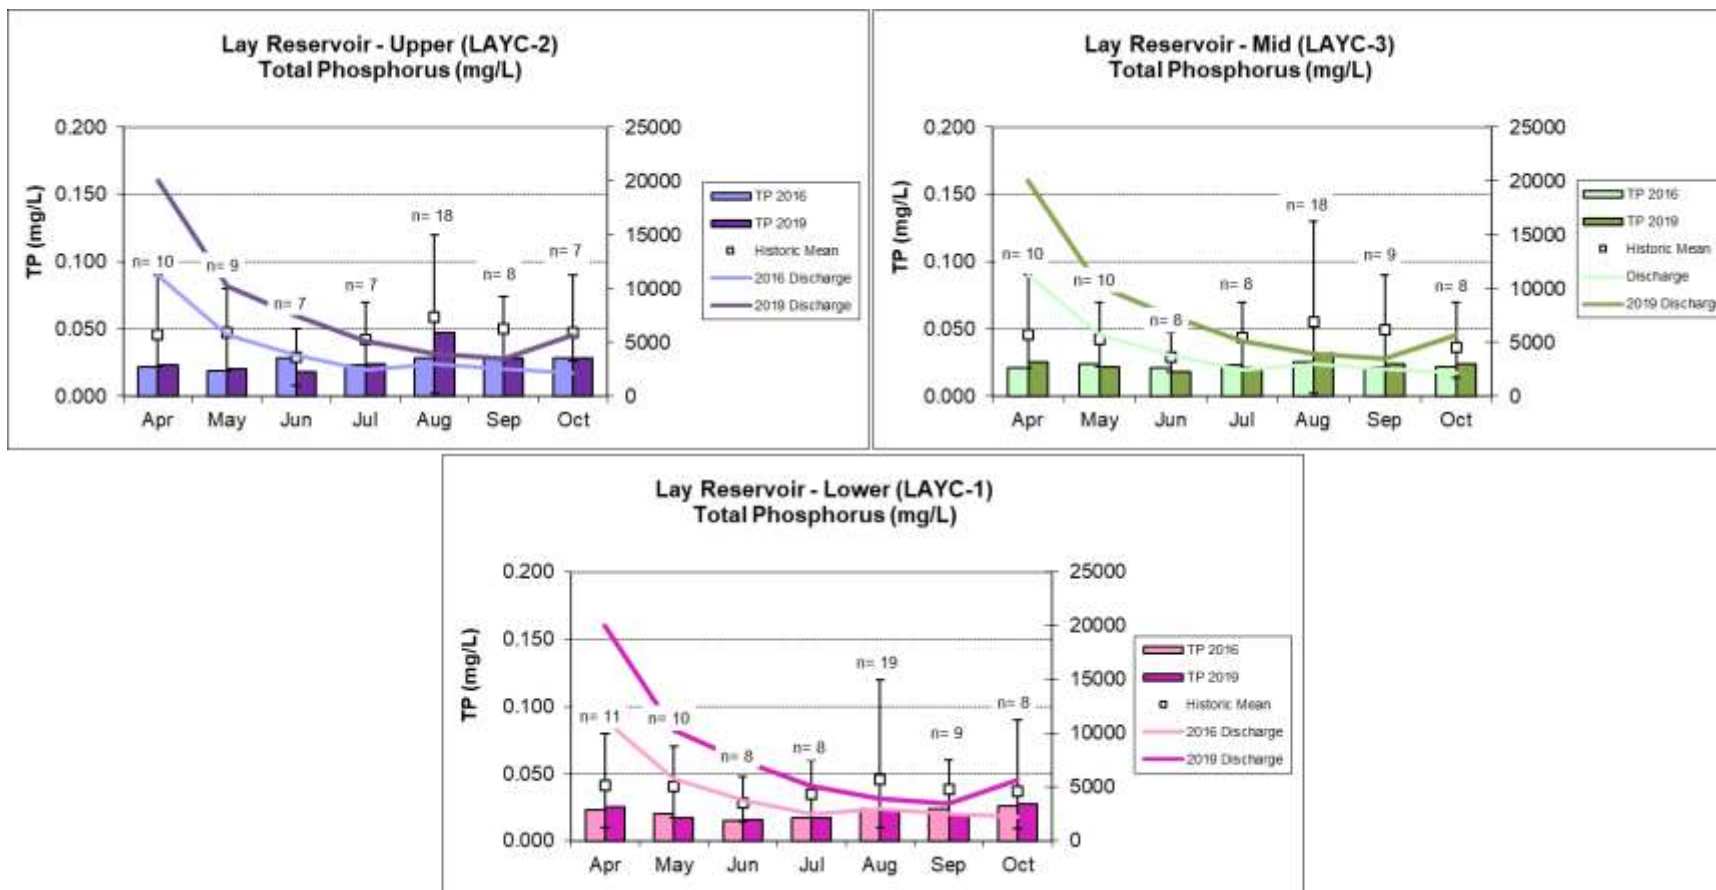 Lay Reservoir - Upper (LAYC-2)
Total Phosphorus (mg/L)
TP (mg/L)
0.200
0.150
0.100
0.050
0.000
25000
20000
15000
10000
5000
0
n= 10
n= 9
n= 7
n= 7
n= 18
n= 8
n= 7
Apr May Jun Jul Aug Sep Oct
TP 2016
TP 2019
Historic Mean
2016 Discharge
2019 Discharge
Lay Reservoir - Mid (LAYC-3)
Total Phosphorus (mg/L)
TP (mg/L)
0.200
0.150
0.100
0.050
0.000
25000
20000
15000
10000
5000
0
n= 10
n= 10
n= 8
n= 8
n= 18
n= 9
n= 8
Apr May Jun Jul Aug Sep Oct
TP 2016
TP 2019
Historic Mean
Discharge
2019 Discharge
Lay Reservoir - Lower (LAYC-1)
Total Phosphorus (mg/L)
TP (mg/L)
0.200
0.150
0.100
0.050
0.000
25000
20000
15000
10000
5000
0
n= 11
n= 10
n= 8
n= 8
n= 19
n= 9
n= 8
Apr May Jun Jul Aug Sep Oct
TP 2016
TP 2019
Historic Mean
2016 Discharge
2019 Discharge